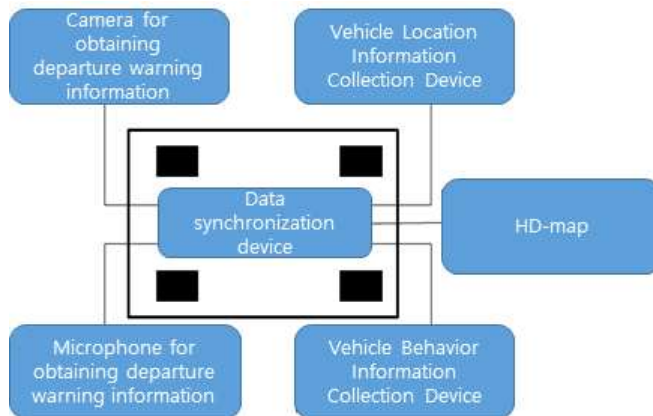 Camera for
obtaining
departure warning
information
Vehicle Location
Information
Collection Device
Data
synchronization
device
HD-map
Microphone for
obtaining departure
warning information
Vehicle Behavior
Information
Collection Device